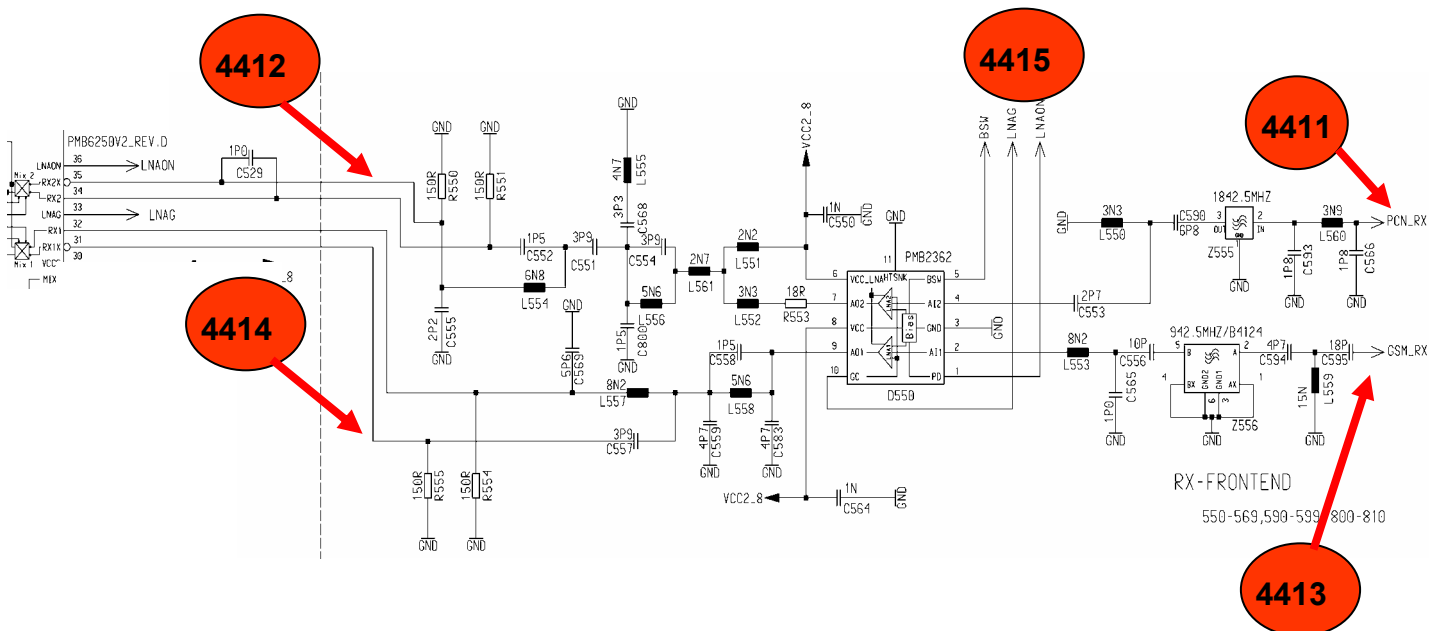 4412
4415
4411
4414
4413
PMB6250V2_REV.D
LNAON 36
RX2X 35
RX2 34
LNAG 33
RX1 32
RX1X 31
VCC 30
Mix 2
Mix 1
MIX
LNAON
LNAG
_8
1P0
C529
GND
150R
R550
GND
150R
R551
GND
4N7
L555
3P3
C568
1P5
C552
3P9
C551
3P9
C554
6N8
L554
2P2
C555
GND
GND
5P6
C569
5N6
L556
1P5
C800
GND
2N7
L561
2N2
L551
3N3
L552
18R
R553
VCC2_8
1N
C550
GND
GND
11
PMB2362
6 VCC_LNA HTSNK BSW 5
7 AO2 LNA2 AI2 4
8 VCC Bias GND 3
9 AO1 LNA1 AI1 2
10 GC PD 1
D550
BSW
LNAG
LNAON
GND
GND
3N3
L550
C590
6P8
1842.5MHZ
3 OUT
2 IN
Z555
GND
1P8
C593
GND
3N9
L560
1P8
C566
GND
PCN_RX
2P7
C553
8N2
L553
10P
C556
1P0
C565
GND
942.5MHZ/B4124
5 B
A 2
4 BX
GND2
GND1
AX 1
6
3
Z556
GND
4P7
C594
18P
C595
15N
L559
GND
GSM_RX
8N2
L557
3P9
C557
1P5
C558
5N6
L558
4P7
C559
GND
4P7
C583
GND
150R
R555
GND
150R
R554
GND
VCC2_8
1N
C564
GND
RX-FRONTEND
550-569,590-599 800-810